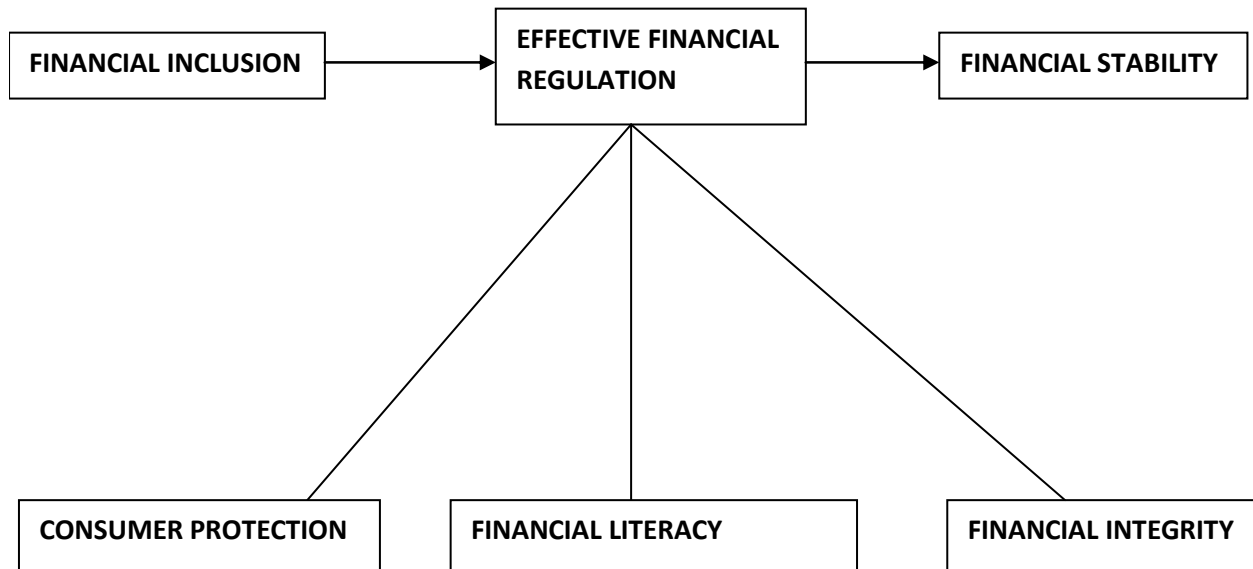 FINANCIAL INCLUSION
EFFECTIVE FINANCIAL
REGULATION
FINANCIAL STABILITY
CONSUMER PROTECTION
FINANCIAL LITERACY
FINANCIAL INTEGRITY